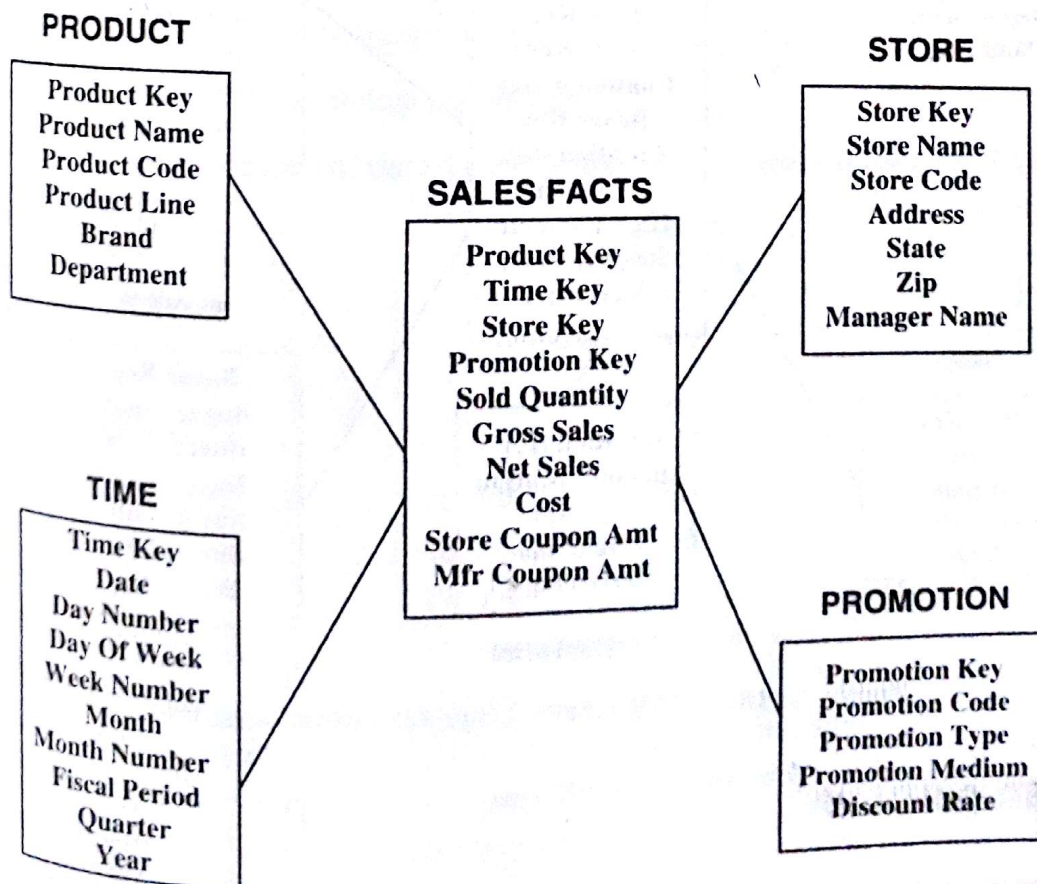 PRODUCT
Product Key
Product Name
Product Code
Product Line
Brand
Department
STORE
Store Key
Store Name
Store Code
Address
State
Zip
Manager Name
SALES FACTS
Product Key
Time Key
Store Key
Promotion Key
Sold Quantity
Gross Sales
Net Sales
Cost
Store Coupon Amt
Mfr Coupon Amt
TIME
Time Key
Date
Day Number
Day Of Week
Week Number
Month
Month Number
Fiscal Period
Quarter
Year
PROMOTION
Promotion Key
Promotion Code
Promotion Type
Promotion Medium
Discount Rate